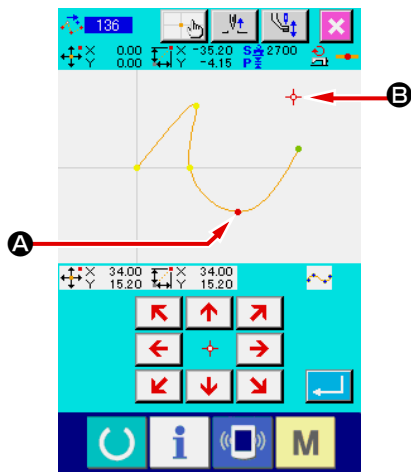 136
X 0.00 X -35.20 S 2700
Y 0.00 Y -4.15 P
B
A
X 34.00 X 34.00
Y 15.20 Y 15.20
i M